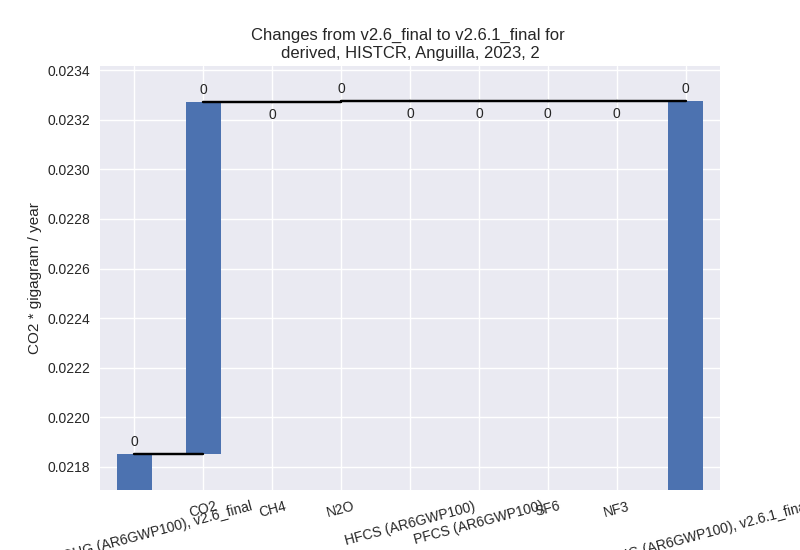 Changes from v2.6_final to v2.6.1_final for
derived, HISTCR, Anguilla, 2023, 2
CO2 * gigagram / year
0.0234
0.0232
0.0230
0.0228
0.0226
0.0224
0.0222
0.0220
0.0218
0
0
0
0
0
0
0
0
0
(AR6GWP100), v2.6_final
CO2
CH4
N2O
HFCS (AR6GWP100)
PFCS (AR6GWP100)
SF6
NF3
(AR6GWP100), v2.6.1_fina